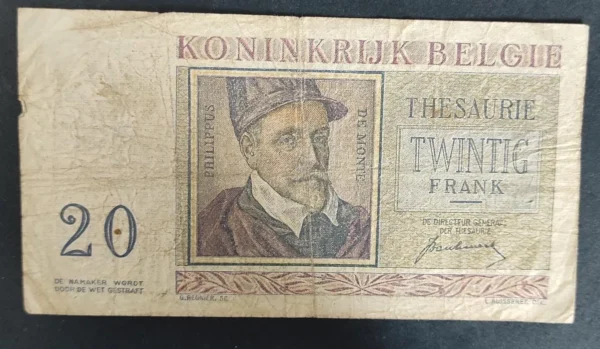 KONINKRIJK BELGIE
PHILIPPUS
DE MONTE
THESAURIE
TWINTIG
FRANK
DE DIRECTEUR GENERAAL
DER THESAURIE
20
DE NAMAKER WORDT
DOOR DE WET GESTRAFT